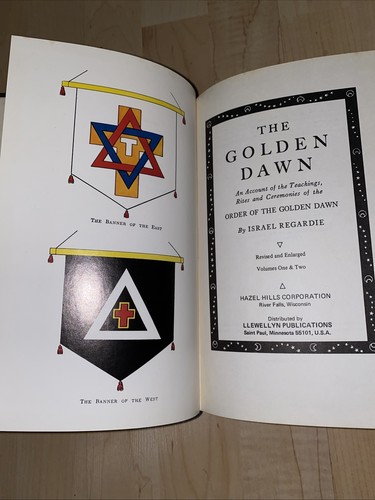 T
THE BANNER OF THE EAST
THE BANNER OF THE WEST
THE
GOLDEN
DAWN
An Account of the Teachings,
Rites and Ceremonies of the
ORDER OF THE GOLDEN DAWN
By ISRAEL REGARDIE
Revised and Enlarged
Volumes One & Two
HAZEL HILLS CORPORATION
River Falls, Wisconsin
Distributed by
LLEWELLYN PUBLICATIONS
Saint Paul, Minnesota 55101, U.S.A.